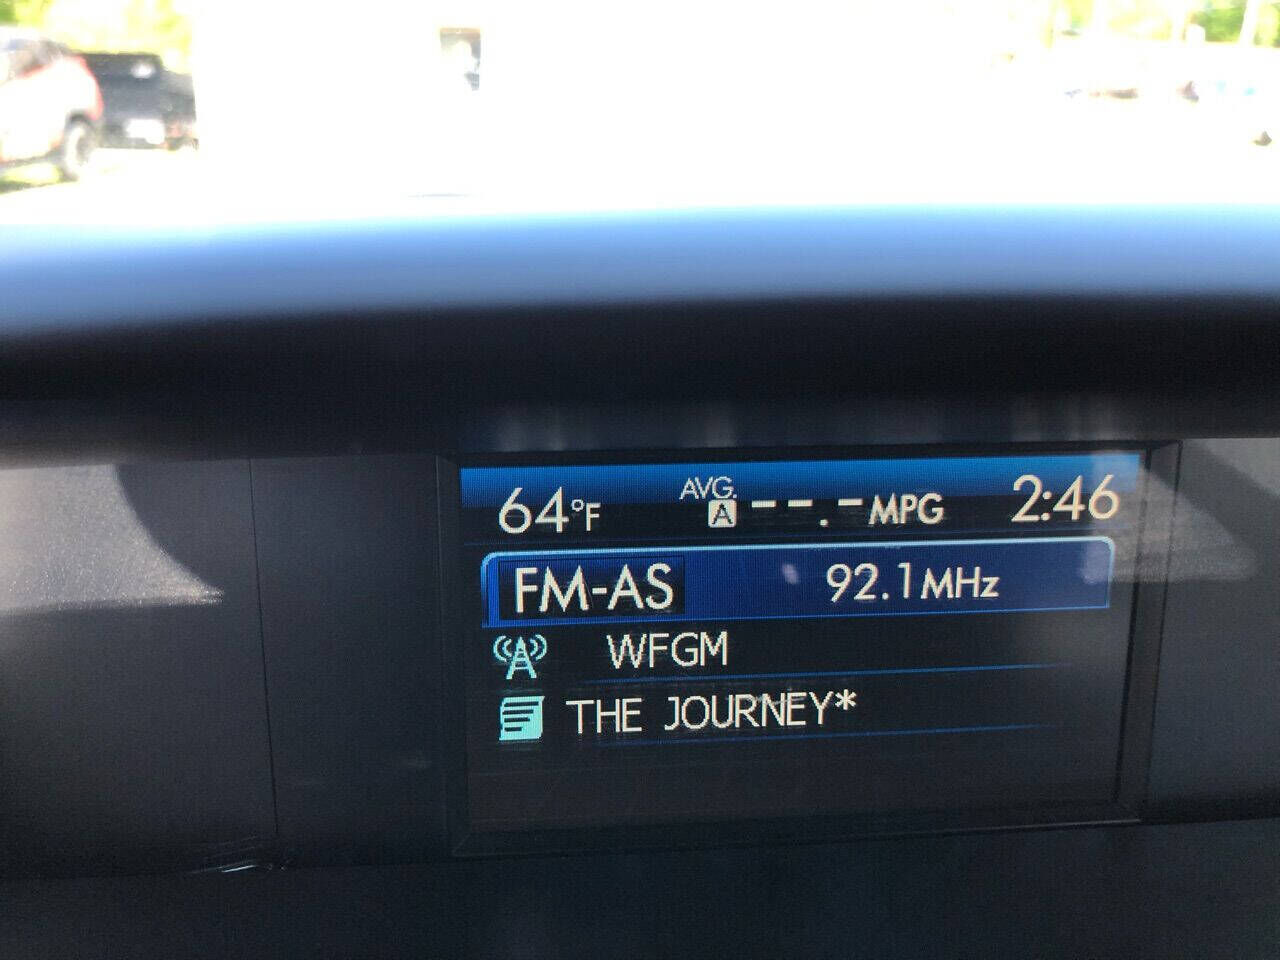 64°F AVG. A --.- MPG 2:46
FM-AS 92.1MHz
WFGM
THE JOURNEY*